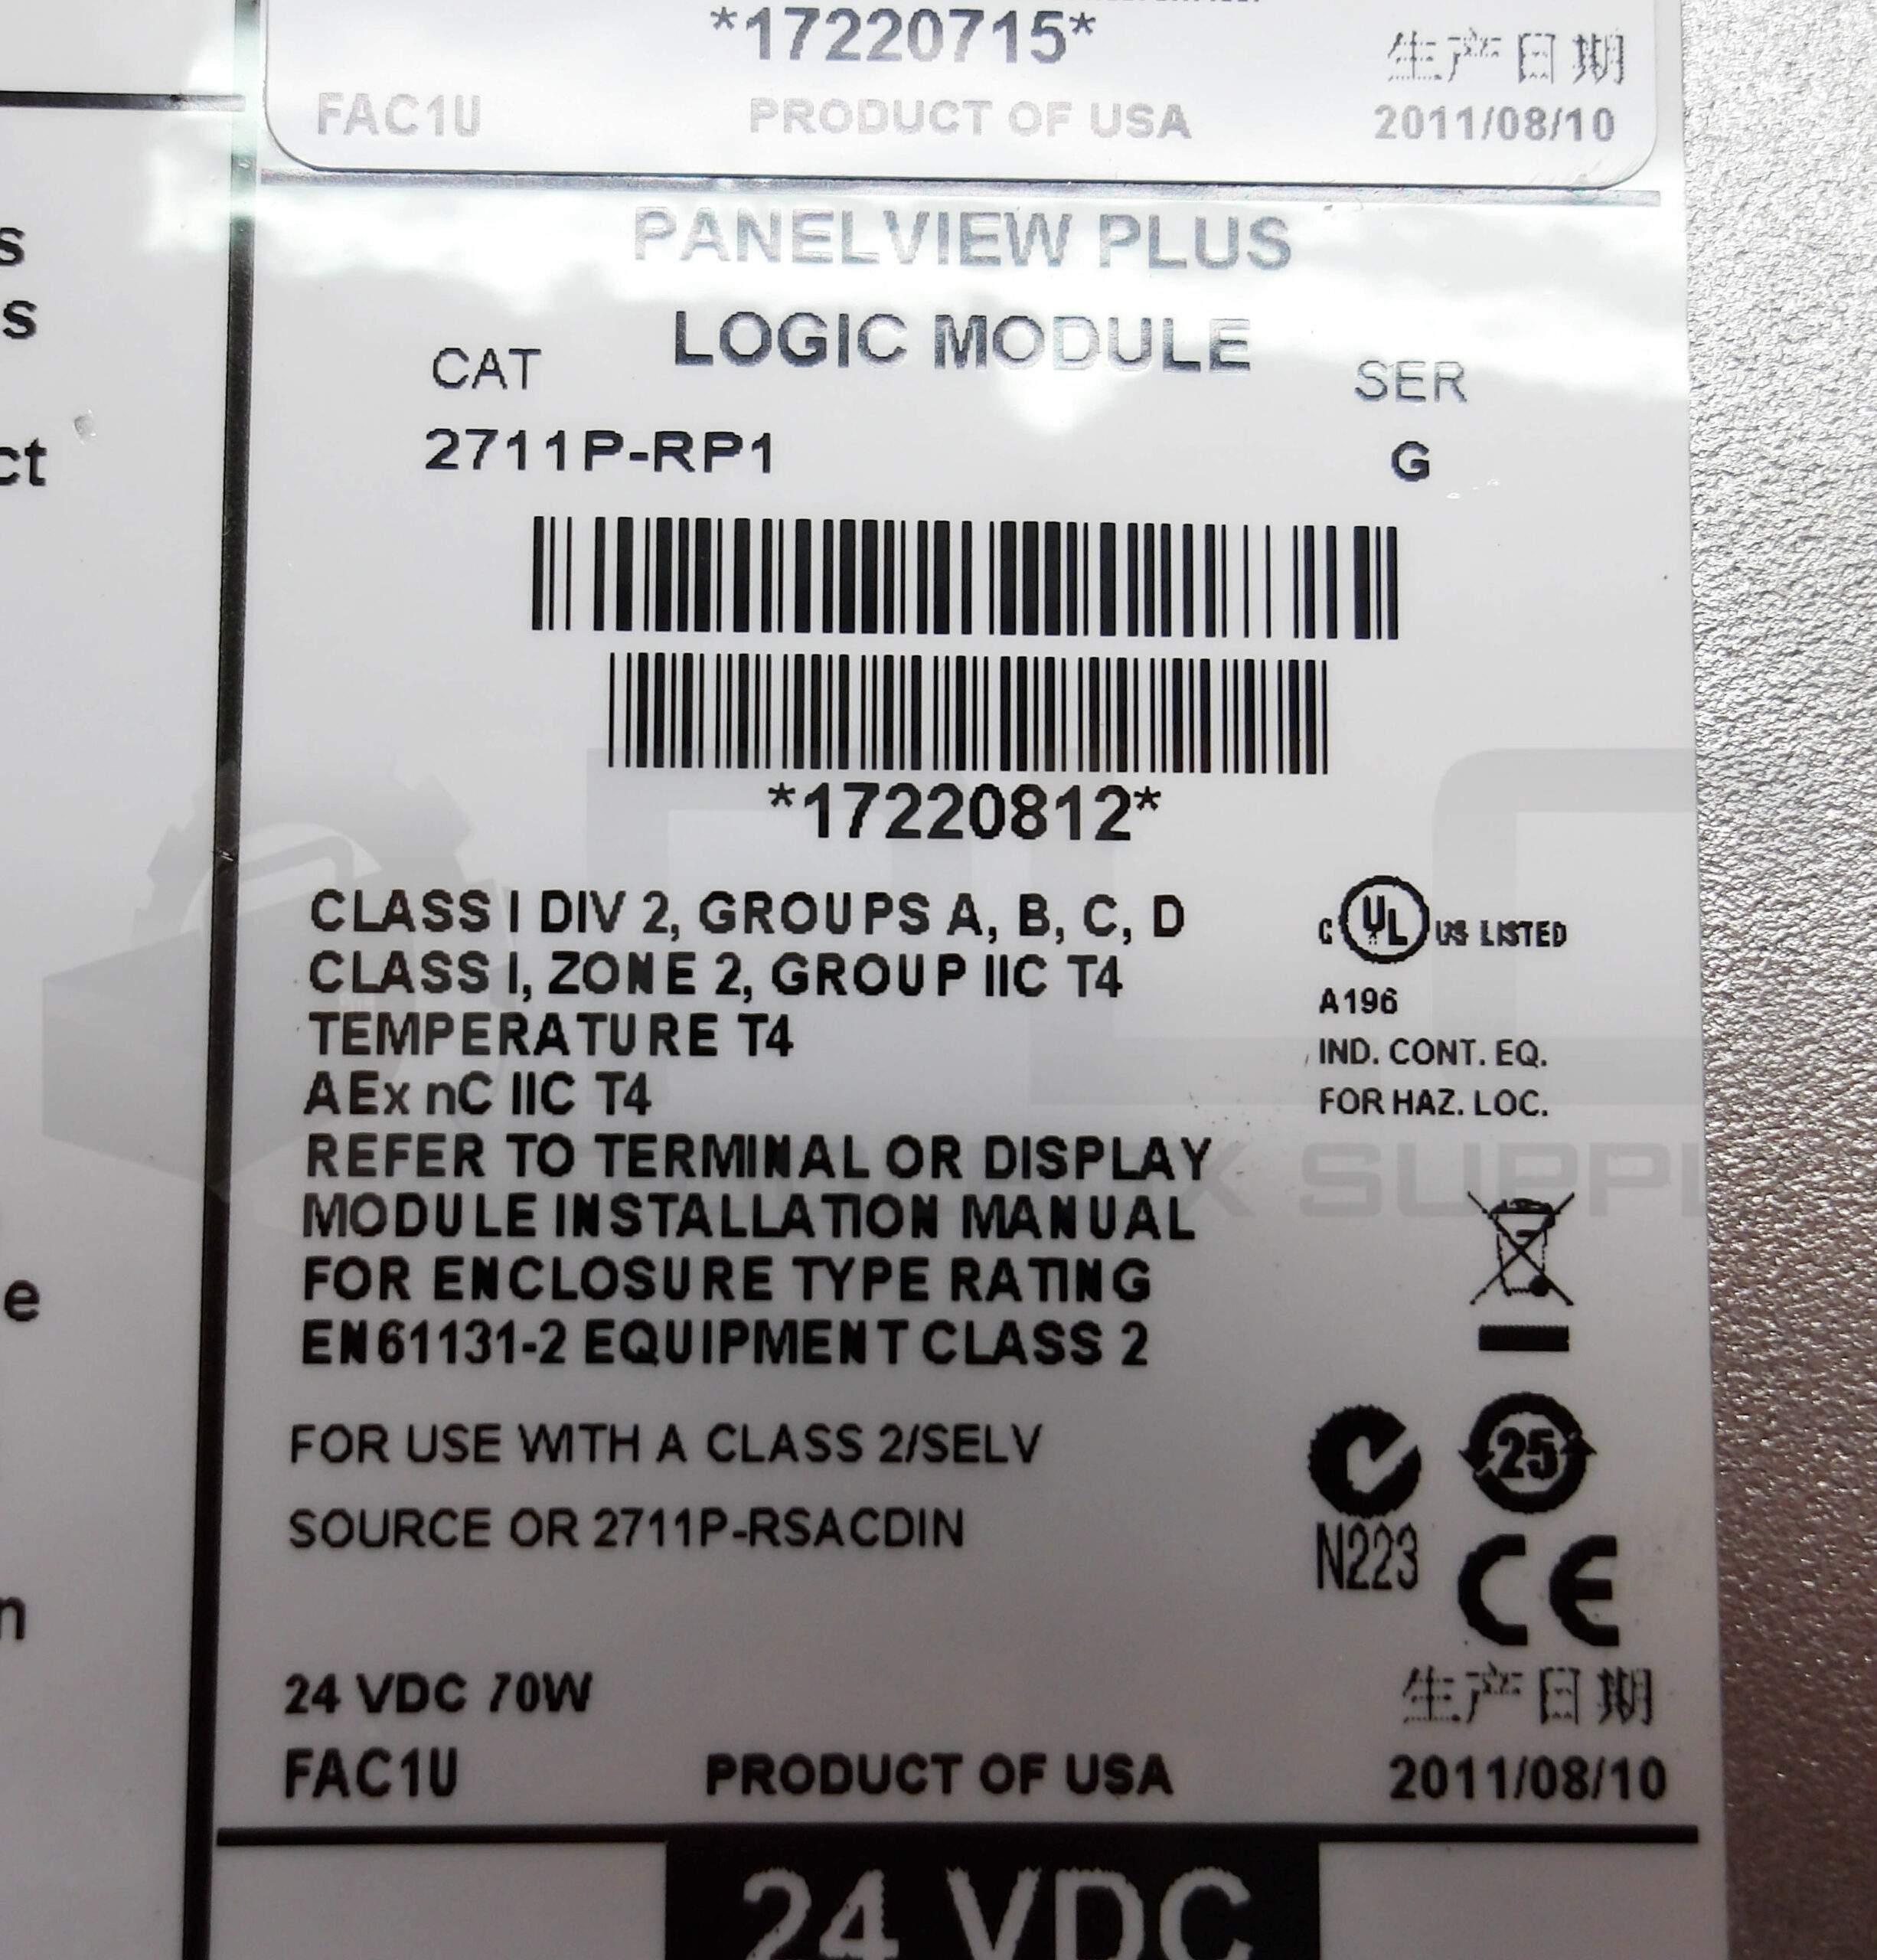 *17220715*
生产日期
FAC1U PRODUCT OF USA 2011/08/10
PANELVIEW PLUS
LOGIC MODULE
CAT SER
2711P-RP1 G
*17220812*
CLASS I DIV 2, GROUPS A, B, C, D
CLASS I, ZONE 2, GROUP IIC T4
TEMPERATURE T4
AEx nC IIC T4
REFER TO TERMINAL OR DISPLAY
MODULE INSTALLATION MANUAL
FOR ENCLOSURE TYPE RATING
EN61131-2 EQUIPMENT CLASS 2
C UL US LISTED
A196
IND. CONT. EQ.
FOR HAZ. LOC.
FOR USE WITH A CLASS 2/SELV
SOURCE OR 2711P-RSACDIN
25
N223
CE
24 VDC 70W
生产日期
FAC1U PRODUCT OF USA 2011/08/10
24 VDC
s
s
ct
e
n
PLC
SUPPL